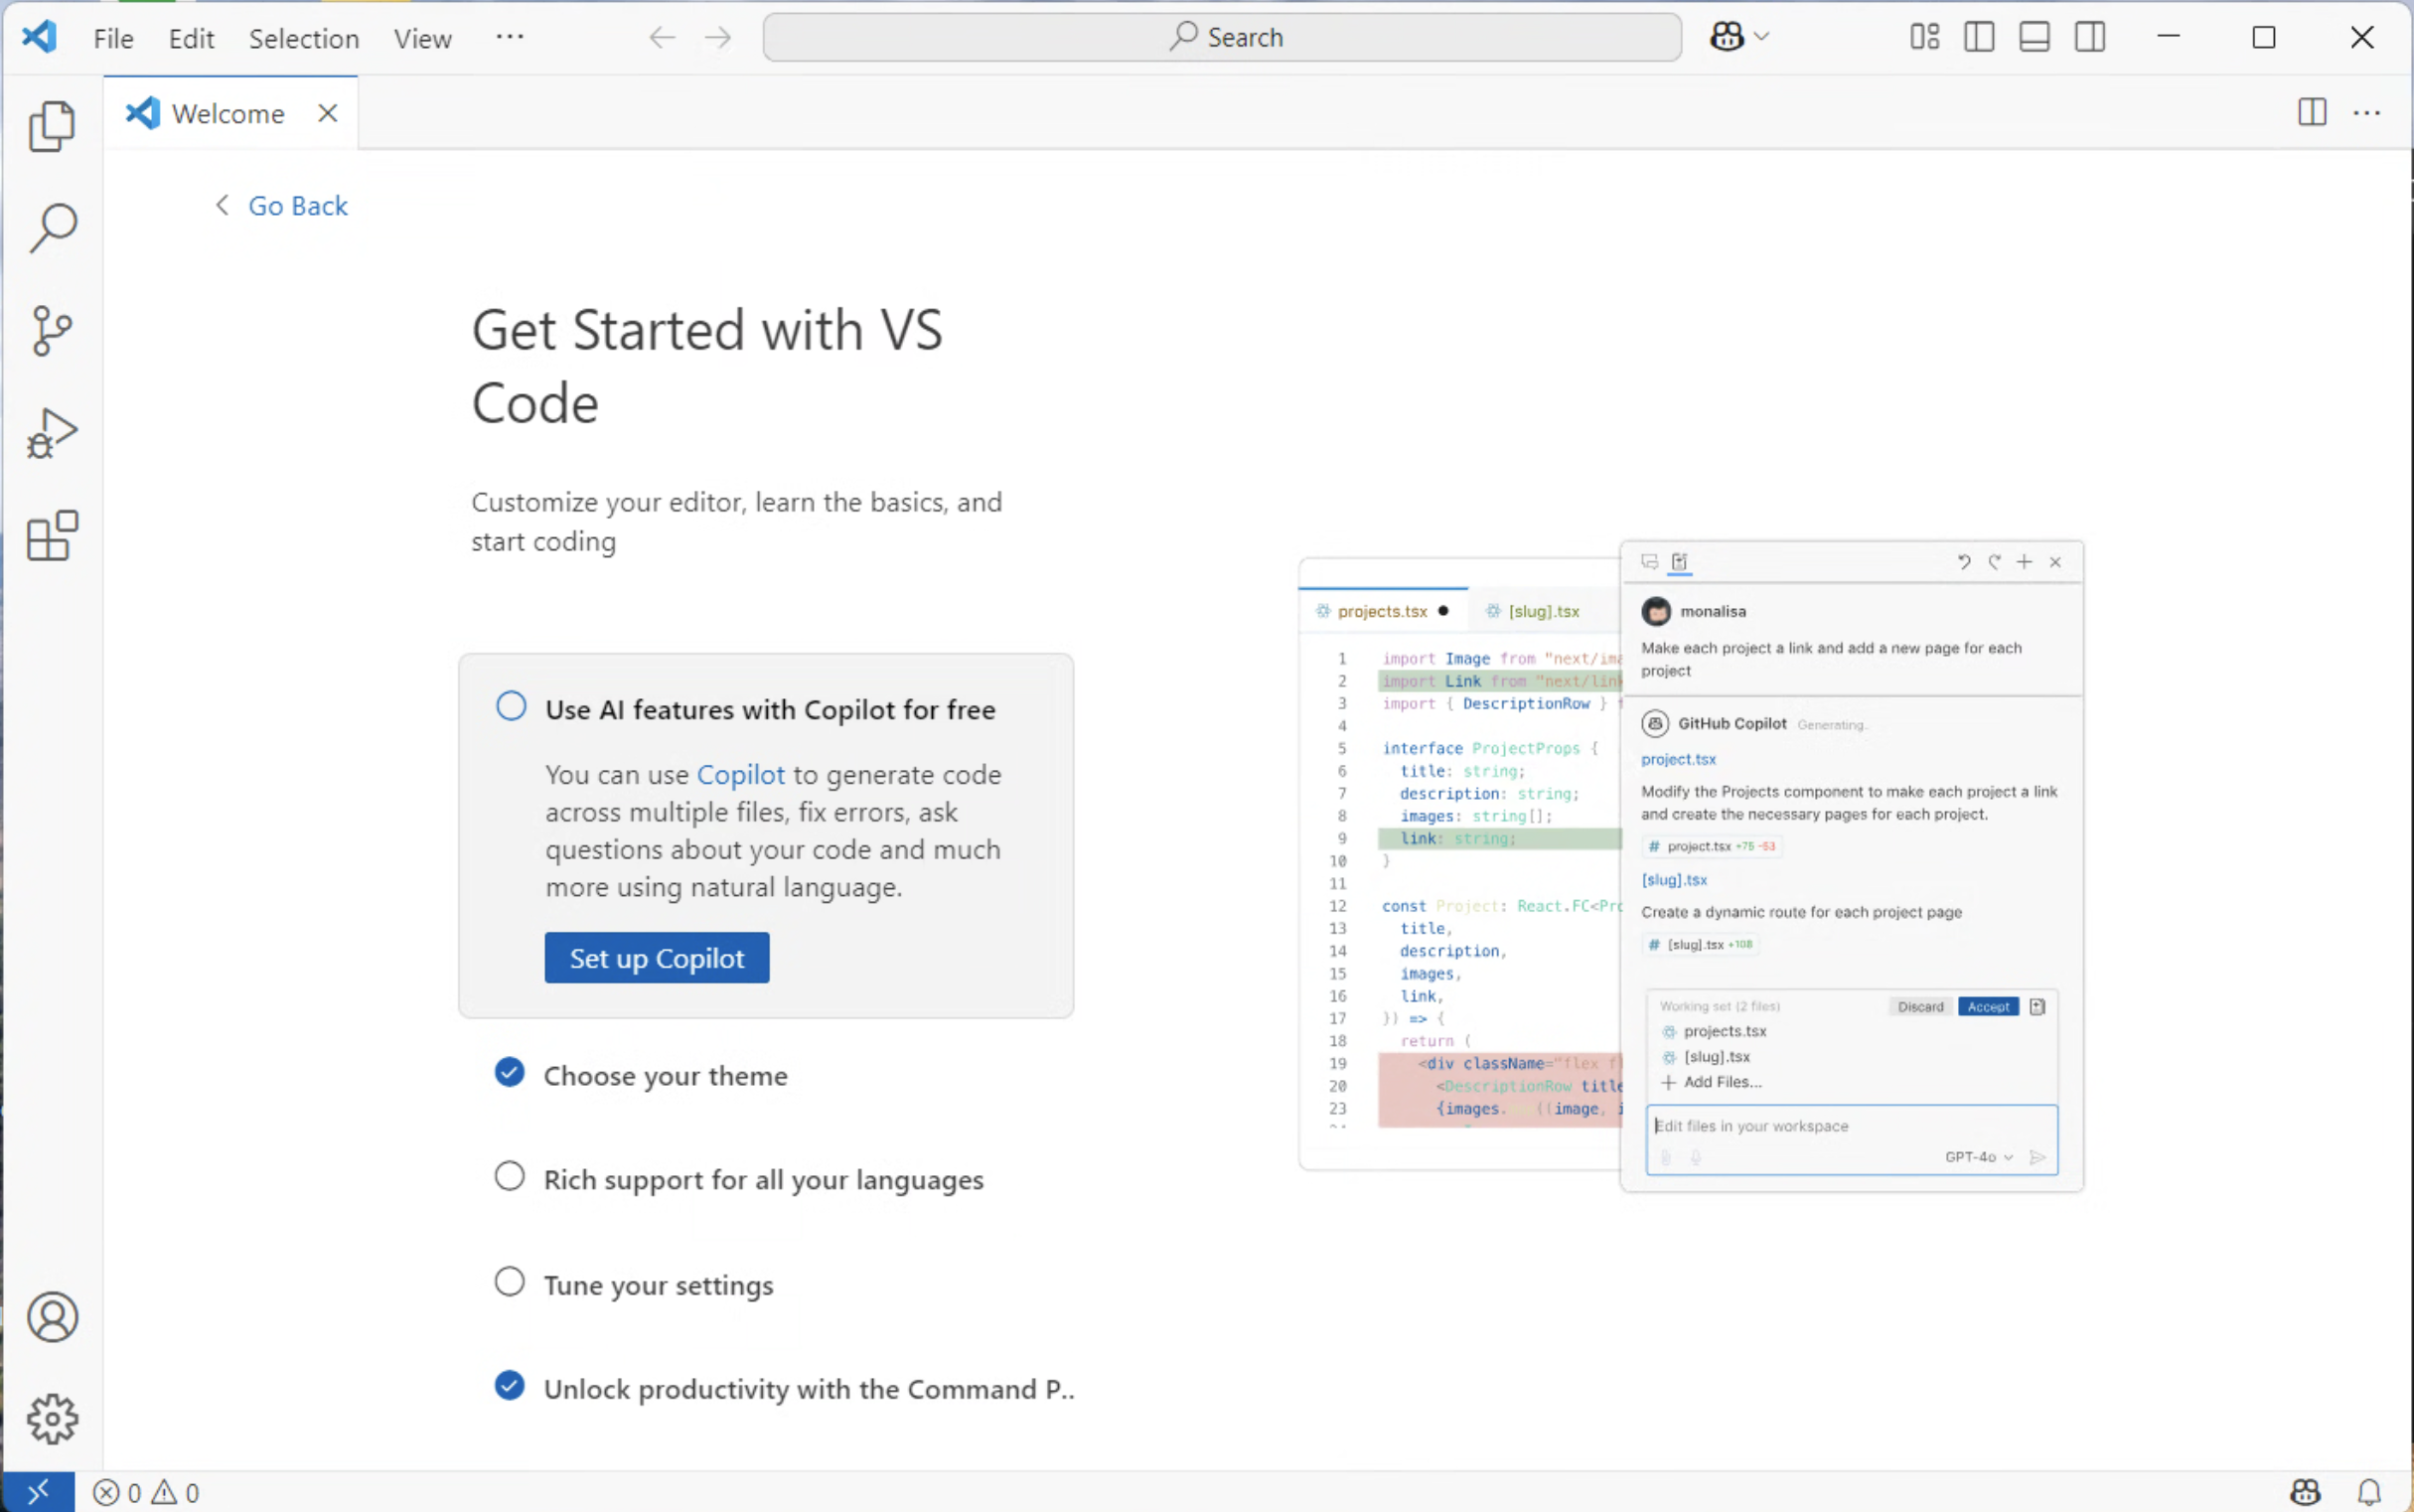 File Edit Selection View ··· Search
Welcome
Go Back
Get Started with VS
Code
Customize your editor, learn the basics, and
start coding
Use AI features with Copilot for free
You can use Copilot to generate code
across multiple files, fix errors, ask
questions about your code and much
more using natural language.
Set up Copilot
Choose your theme
Rich support for all your languages
Tune your settings
Unlock productivity with the Command P..
projects.tsx [slug].tsx
1 import Image from "next/ima
2 import Link from "next/link
3 import { DescriptionRow }
4
5 interface ProjectProps {
6 title: string;
7 description: string;
8 images: string[];
9 link: string;
10 }
11
12 const Project: React.FC<Pro
13 title,
14 description,
15 images,
16 link,
17 }) => {
18 return (
19 <div className="flex f
20 <DescriptionRow title
23 {images. ((image, i
monalisa
Make each project a link and add a new page for each
project
GitHub Copilot Generating.
project.tsx
Modify the Projects component to make each project a link
and create the necessary pages for each project.
# project.tsx +75 -53
[slug].tsx
Create a dynamic route for each project page
# [slug].tsx +108
Working set (2 files) Discard Accept
projects.tsx
[slug].tsx
+ Add Files...
Edit files in your workspace
GPT-4o
0 0